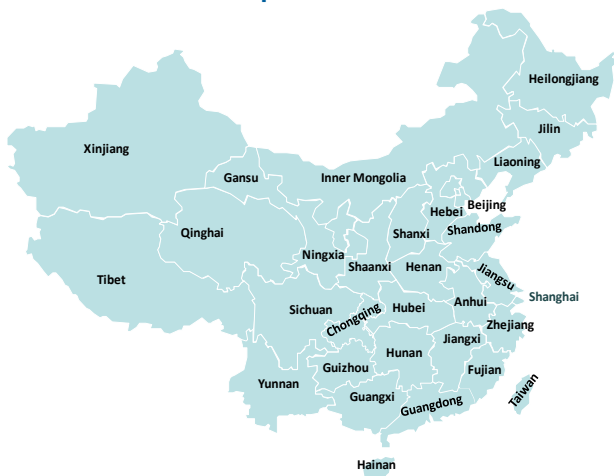 Heilongjiang
Jilin
Xinjiang
Liaoning
Gansu
Inner Mongolia
Beijing
Hebei
Shandong
Qinghai
Shanxi
Ningxia
Shaanxi
Henan
Tibet
Jiangsu
Shanghai
Sichuan
Chongqing
Hubei
Anhui
Zhejiang
Jiangxi
Hunan
Guizhou
Fujian
Yunnan
Guangxi
Guangdong
Taiwan
Hainan